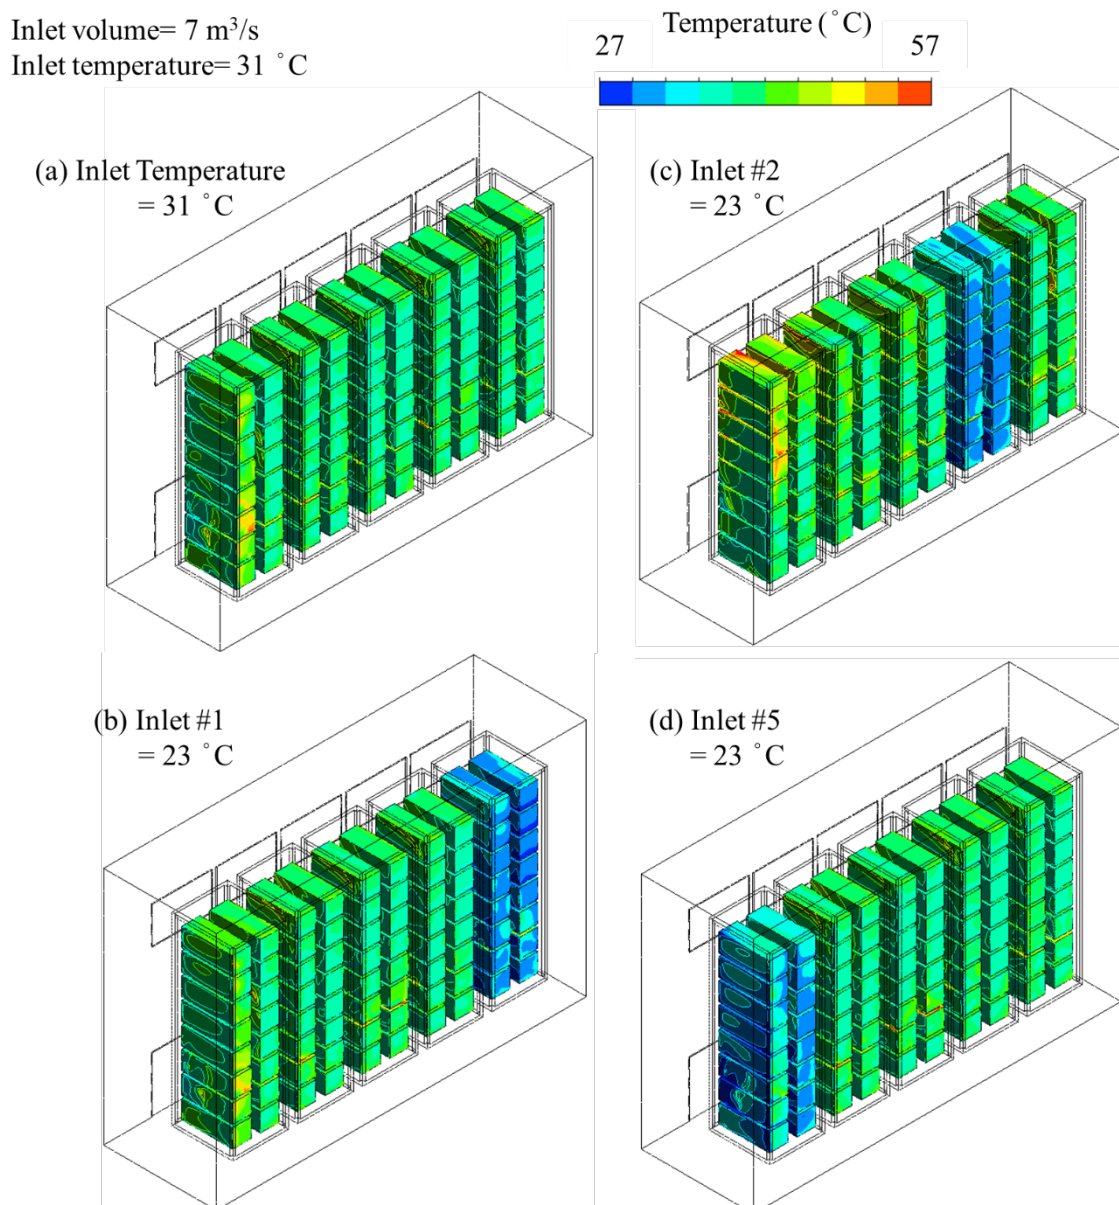 Inlet volume= 7 m³/s
Inlet temperature= 31 °C
Temperature (°C)
27 57
(a) Inlet Temperature
= 31 °C
(c) Inlet #2
= 23 °C
(b) Inlet #1
= 23 °C
(d) Inlet #5
= 23 °C